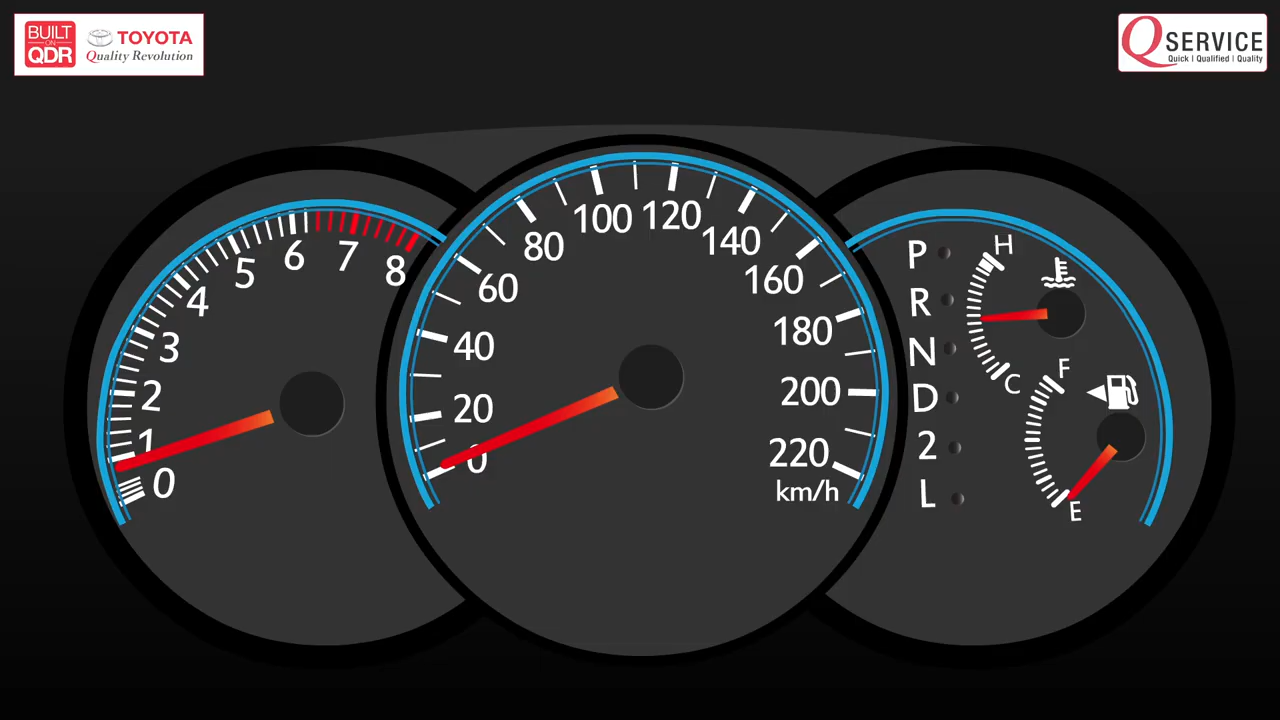 BUILT
ON
QDR
TOYOTA
Quality Revolution
Q SERVICE
Quick | Qualified | Quality
0
1
2
3
4
5
6
7
8
0
20
40
60
80
100
120
140
160
180
200
220
km/h
P
R
N
D
2
L
H
C
F
E